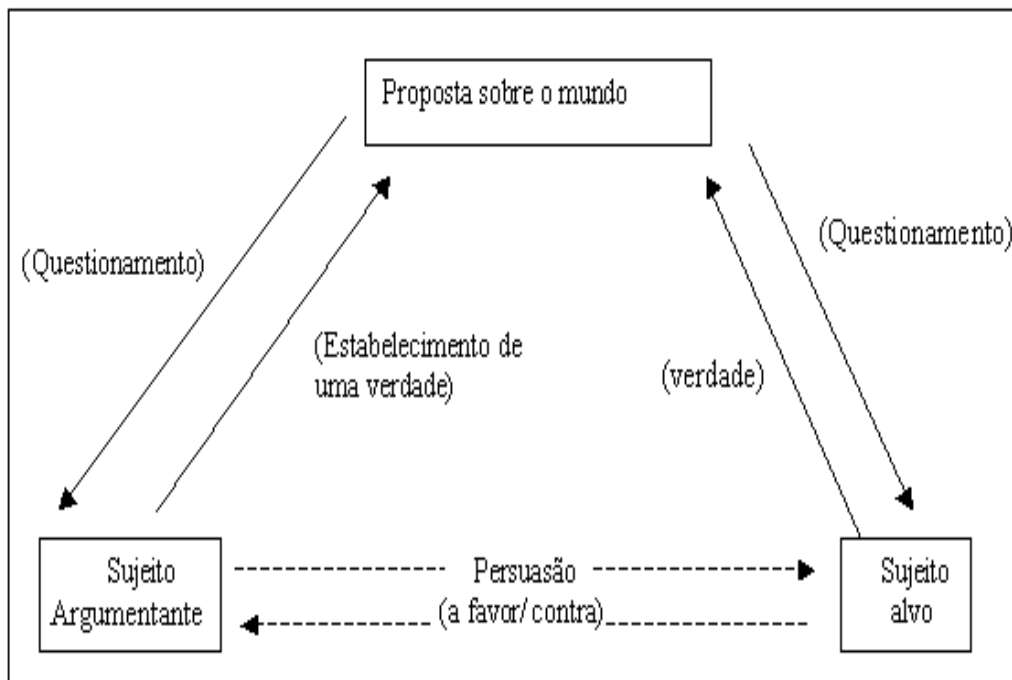 Proposta sobre o mundo
(Questionamento)
(Questionamento)
(Estabelecimento de
uma verdade)
(verdade)
Sujeito
Argumentante
Persuasão
(a favor/contra)
Sujeito
alvo